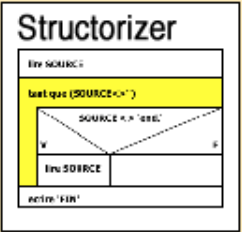 Structorizer
lire SOURCE
tant que (SOURCE<>'')
SOURCE <> 'end.'
V F
lire SOURCE
ecrire 'FIN'